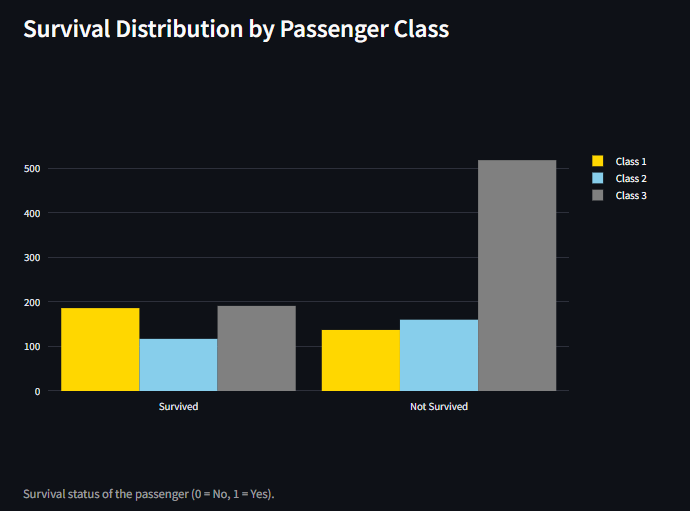 Survival Distribution by Passenger Class
500
400
300
200
100
0
Survived
Not Survived
Class 1
Class 2
Class 3
Survival status of the passenger (0 = No, 1 = Yes).